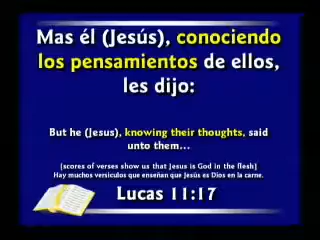 Mas él (Jesús), conociendo
los pensamientos de ellos,
les dijo:
But he (Jesus), knowing their thoughts, said
unto them...
(scores of verses show us that Jesus is God in the flesh)
Hay muchos versículos que enseñan que Jesús es Dios en la carne.
Lucas 11:17